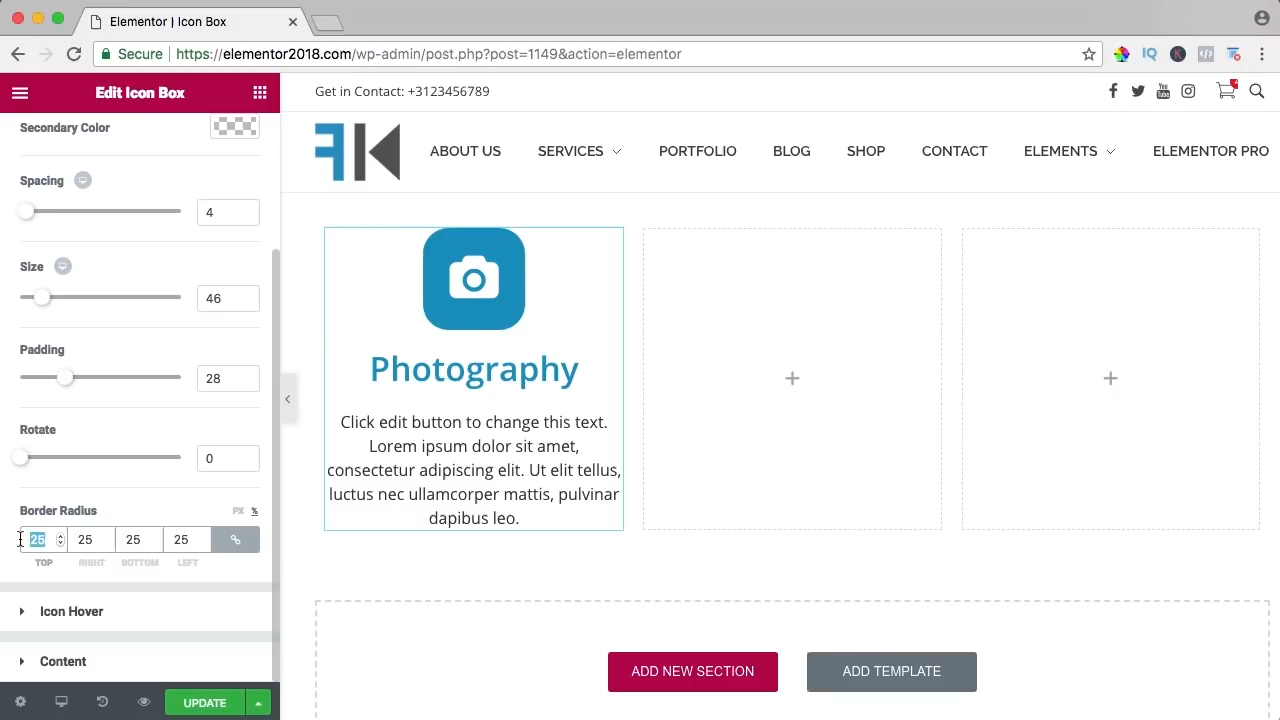 Elementor | Icon Box
Secure
https://elementor2018.com/wp-admin/post.php?post=1149&action=elementor
Edit Icon Box
Secondary Color
Spacing
4
Size
46
Padding
28
Rotate
0
Border Radius
PX %
25 25 25 25
TOP RIGHT BOTTOM LEFT
Icon Hover
Content
UPDATE
Get in Contact: +3123456789
ABOUT US SERVICES PORTFOLIO BLOG SHOP CONTACT ELEMENTS ELEMENTOR PRO
Photography
Click edit button to change this text.
Lorem ipsum dolor sit amet,
consectetur adipiscing elit. Ut elit tellus,
luctus nec ullamcorper mattis, pulvinar
dapibus leo.
ADD NEW SECTION
ADD TEMPLATE